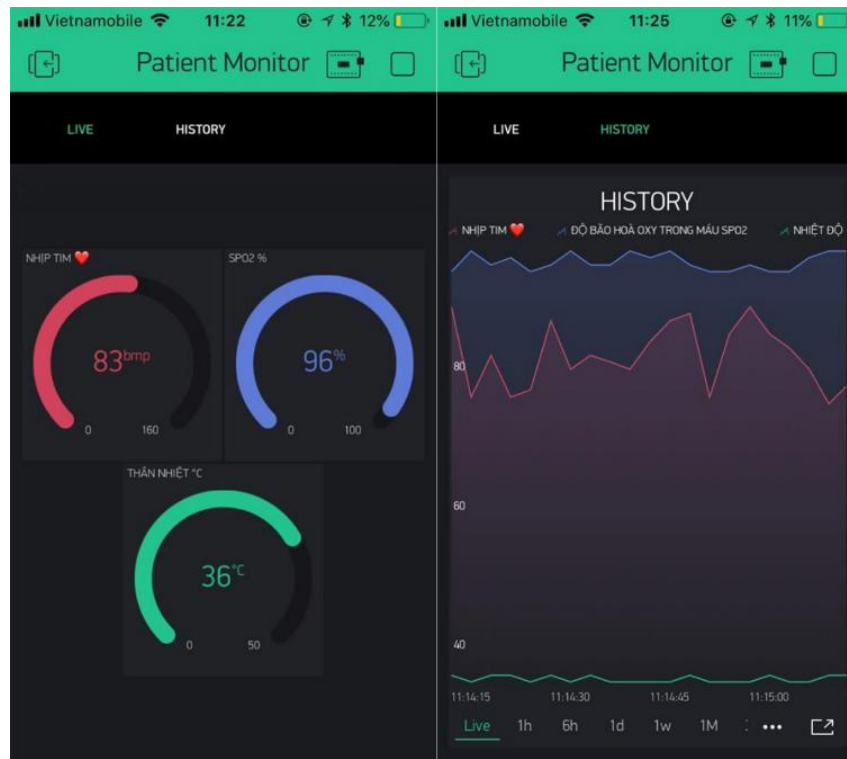 Vietnamobile 11:22 12%
Patient Monitor
LIVE HISTORY
NHỊP TIM ❤️
83 bmp
0 160
SPO2 %
96 %
0 100
THÂN NHIỆT °C
36 °C
0 50
Vietnamobile 11:25 11%
Patient Monitor
LIVE HISTORY
HISTORY
NHỊP TIM ❤️ ĐỘ BÃO HOÀ OXY TRONG MÁU SPO2 NHIỆT ĐỘ
80
60
40
11:14:15 11:14:30 11:14:45 11:15:00
Live 1h 6h 1d 1w 1M